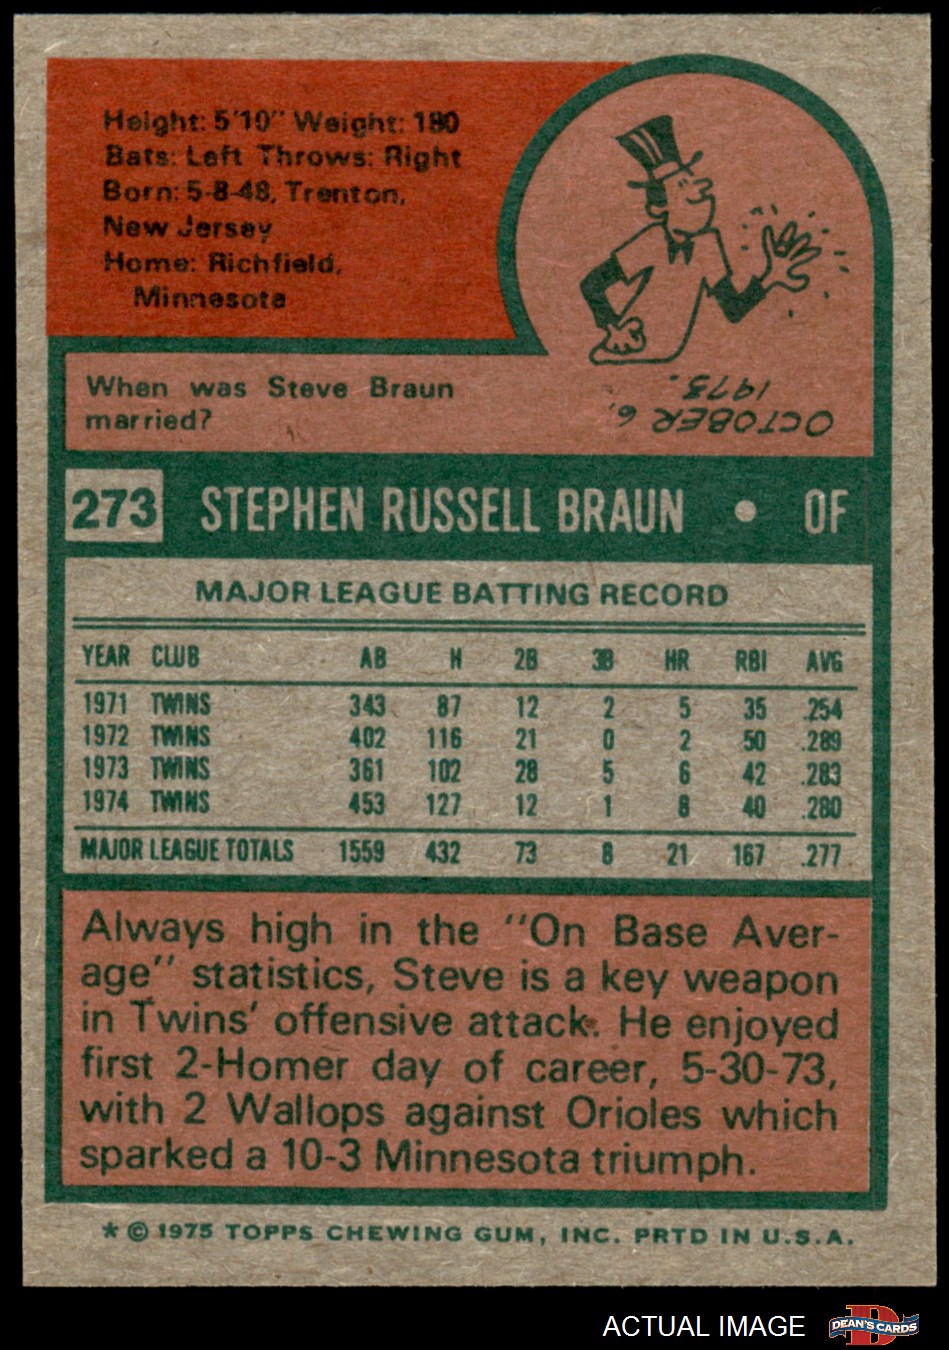 Height: 5'10" Weight: 180
Bats: Left Throws: Right
Born: 5-8-48, Trenton,
New Jersey
Home: Richfield,
Minnesota
When was Steve Braun
married?
OCTOBER 6,
1973.
273 STEPHEN RUSSELL BRAUN • OF
MAJOR LEAGUE BATTING RECORD
YEAR CLUB AB H 2B 3B HR RBI AVG
1971 TWINS 343 87 12 2 5 35 .254
1972 TWINS 402 116 21 0 2 50 .289
1973 TWINS 361 102 28 5 6 42 .283
1974 TWINS 453 127 12 1 8 40 .280
MAJOR LEAGUE TOTALS 1559 432 73 8 21 167 .277
Always high in the "On Base Aver-
age" statistics, Steve is a key weapon
in Twins' offensive attack. He enjoyed
first 2-Homer day of career, 5-30-73,
with 2 Wallops against Orioles which
sparked a 10-3 Minnesota triumph.
* © 1975 TOPPS CHEWING GUM, INC. PRTD IN U.S.A.
ACTUAL IMAGE
D
DEAN'S CARDS